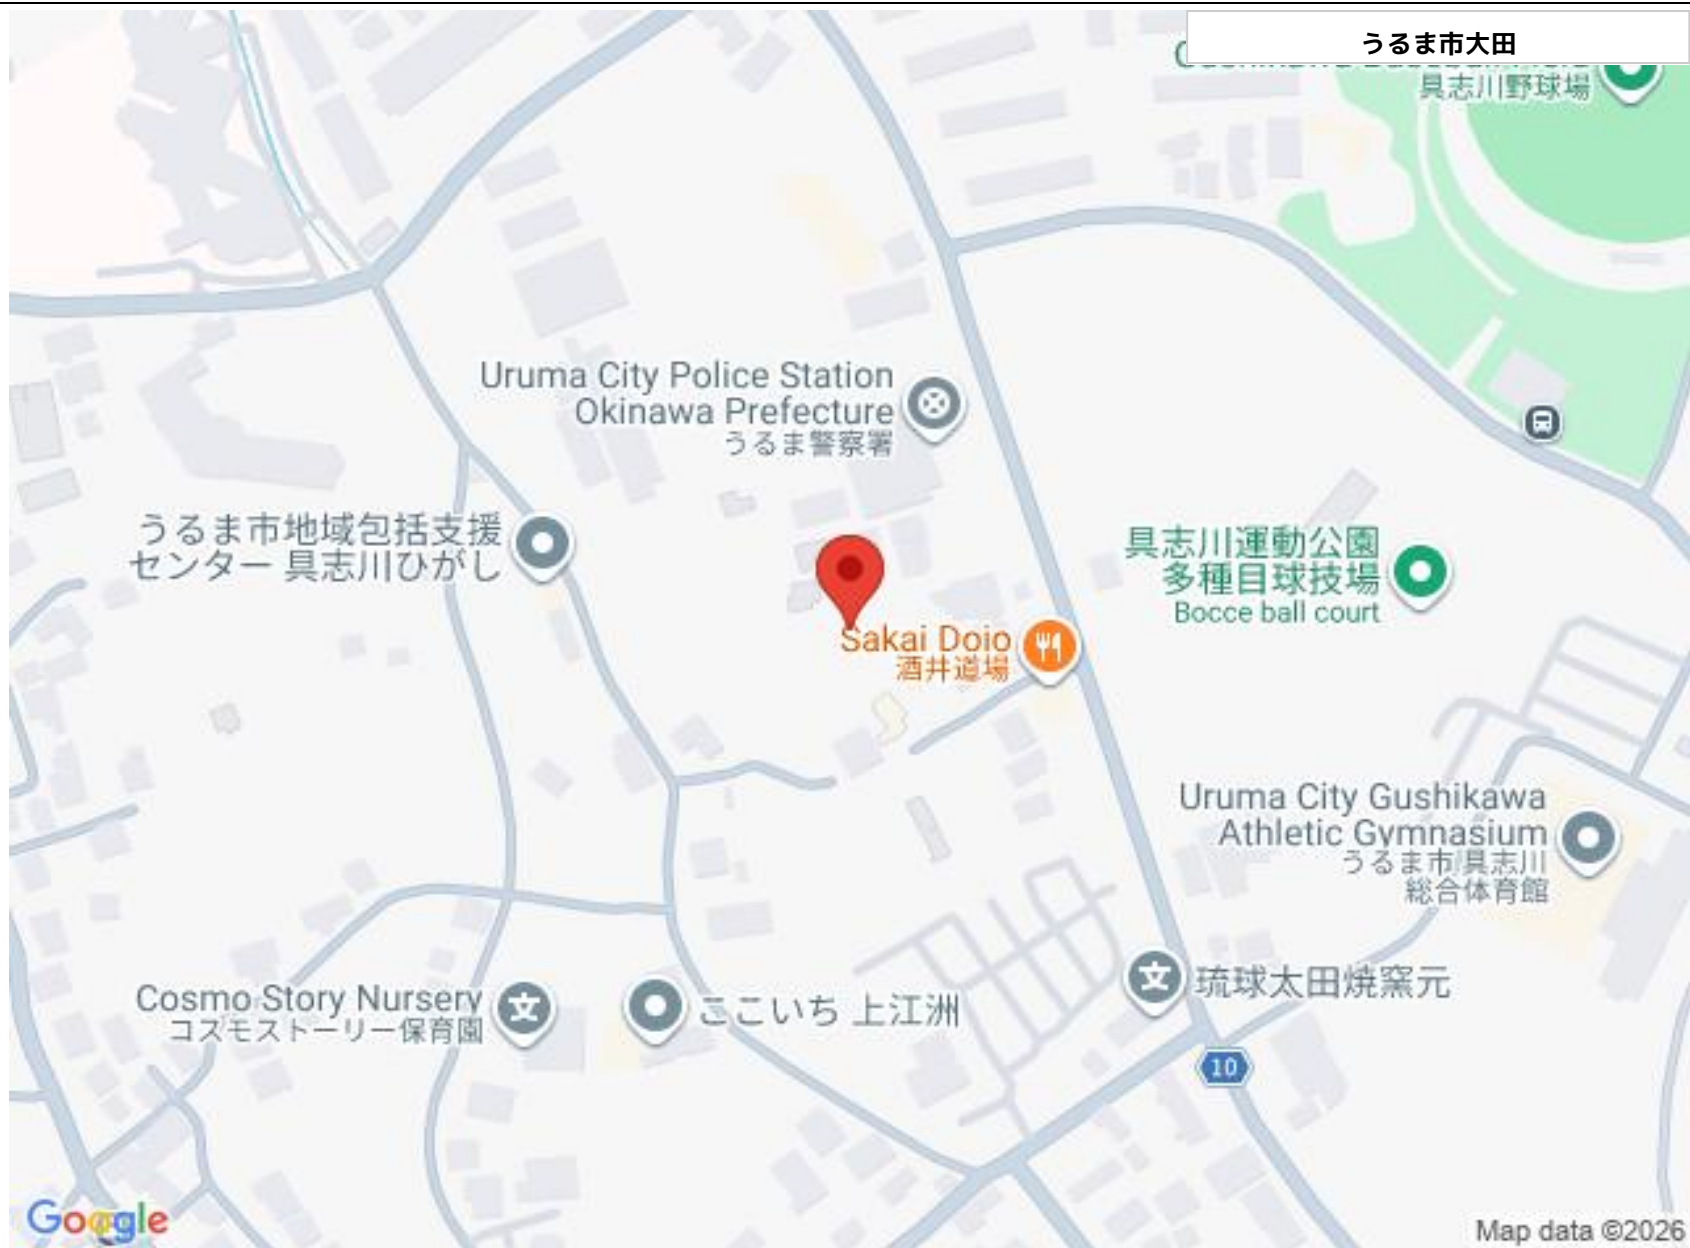 うるま市大田
具志川野球場
Uruma City Police Station
Okinawa Prefecture
うるま警察署
うるま市地域包括支援
センター 具志川ひがし
具志川運動公園
多種目球技場
Bocce ball court
Sakai Dojo
酒井道場
Uruma City Gushikawa
Athletic Gymnasium
うるま市 具志川
総合体育館
琉球太田焼窯元
Cosmo Story Nursery
コスモストーリー保育園
ここいち 上江洲
10
Google
Map data ©2026